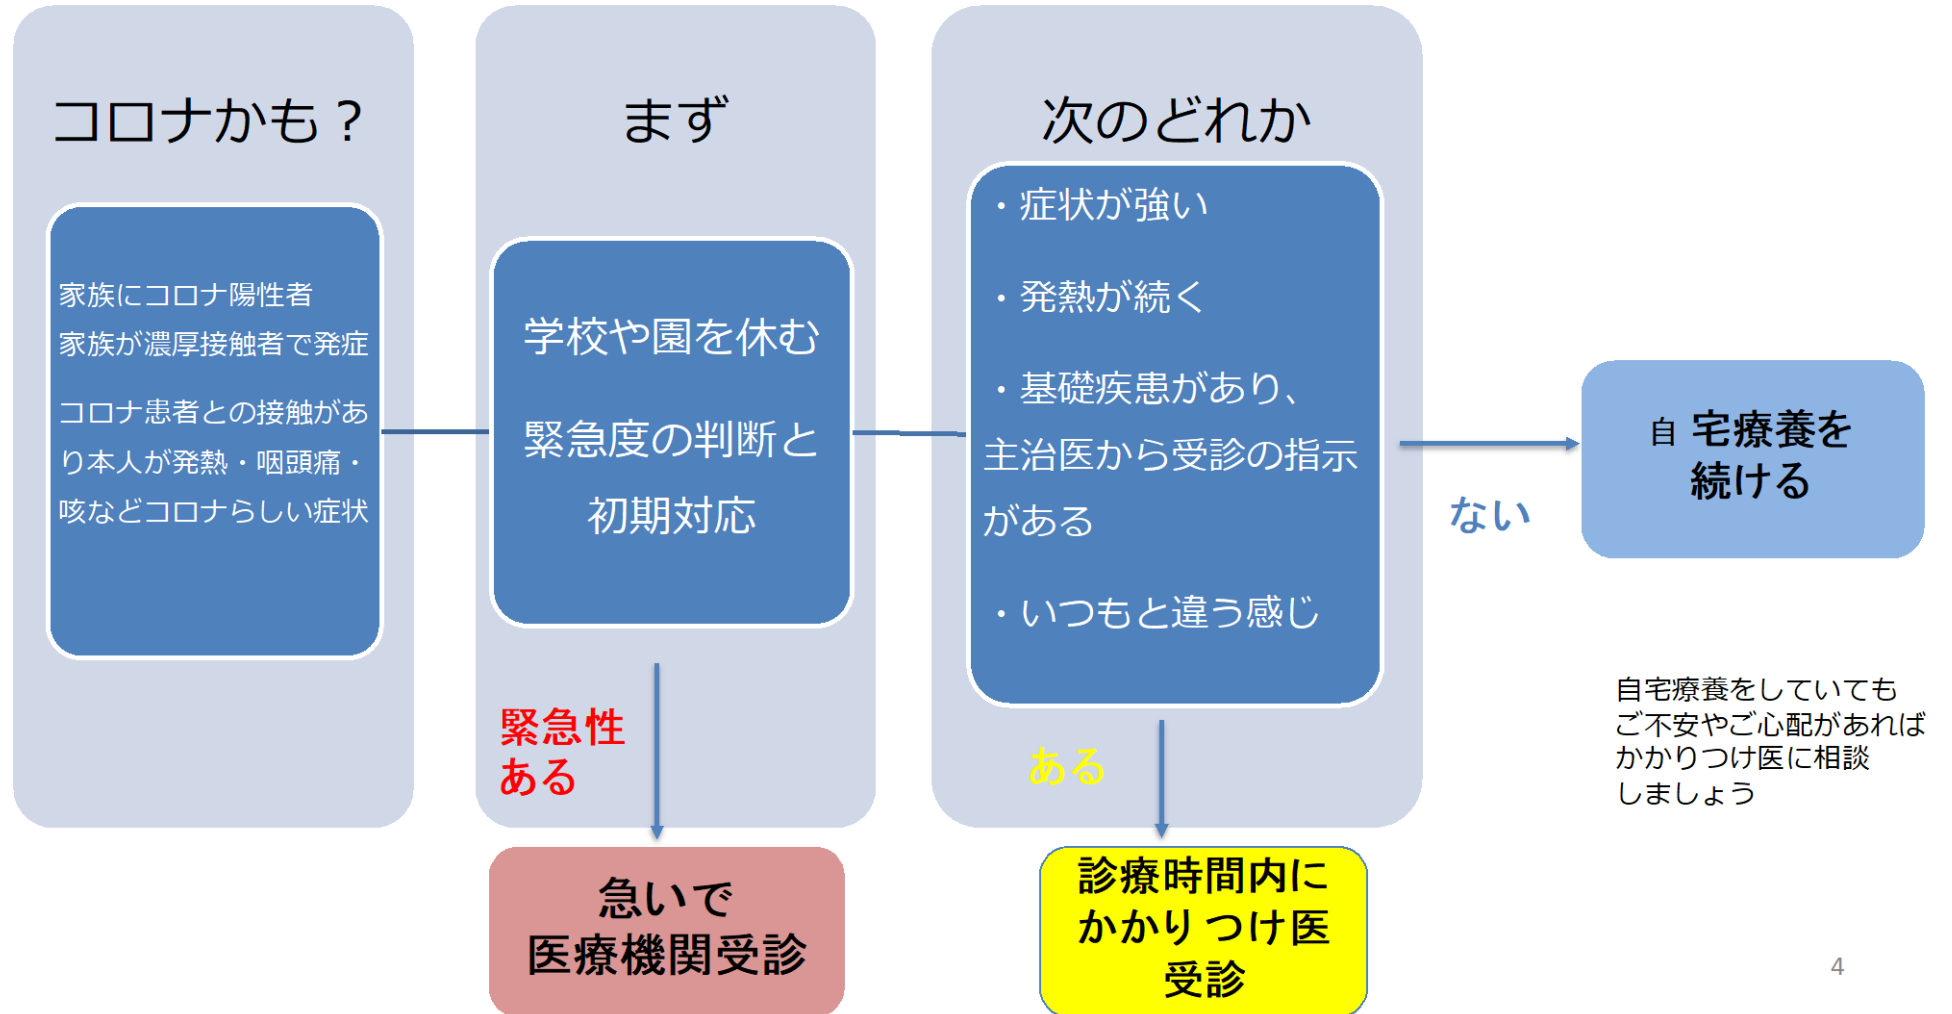 コロナかも？
家族にコロナ陽性者
家族が濃厚接触者で発症
コロナ患者との接触があ
り本人が発熱・咽頭痛・
咳などコロナらしい症状
まず
学校や園を休む
緊急度の判断と
初期対応
緊急性
ある
急いで
医療機関受診
次のどれか
・症状が強い
・発熱が続く
・基礎疾患があり、
主治医から受診の指示
がある
・いつもと違う感じ
ある
診療時間内に
かかりつけ医
受診
ない
自 宅療養を
続ける
自宅療養をしていても
ご不安やご心配があれば
かかりつけ医に相談
しましょう
4